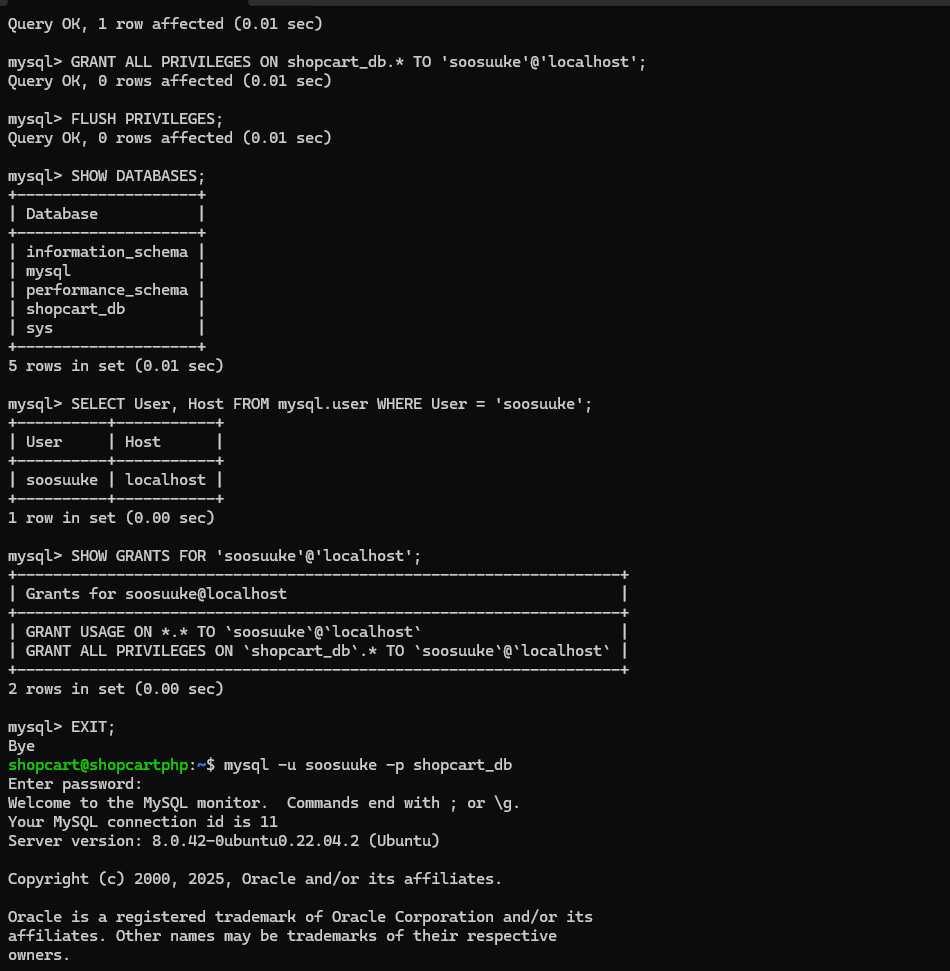 Query OK, 1 row affected (0.01 sec)
mysql> GRANT ALL PRIVILEGES ON shopcart_db.* TO 'soosuuke'@'localhost';
Query OK, 0 rows affected (0.01 sec)
mysql> FLUSH PRIVILEGES;
Query OK, 0 rows affected (0.01 sec)
mysql> SHOW DATABASES;
+--------------------+
| Database           |
+--------------------+
| information_schema |
| mysql              |
| performance_schema |
| shopcart_db        |
| sys                |
+--------------------+
5 rows in set (0.01 sec)
mysql> SELECT User, Host FROM mysql.user WHERE User = 'soosuuke';
+----------+-----------+
| User     | Host      |
+----------+-----------+
| soosuuke | localhost |
+----------+-----------+
1 row in set (0.00 sec)
mysql> SHOW GRANTS FOR 'soosuuke'@'localhost';
+-------------------------------------------------------------------+
| Grants for soosuuke@localhost                                     |
+-------------------------------------------------------------------+
| GRANT USAGE ON *.* TO `soosuuke`@`localhost`                      |
| GRANT ALL PRIVILEGES ON `shopcart_db`.* TO `soosuuke`@`localhost` |
+-------------------------------------------------------------------+
2 rows in set (0.00 sec)
mysql> EXIT;
Bye
shopcart@shopcartphp:~$ mysql -u soosuuke -p shopcart_db
Enter password:
Welcome to the MySQL monitor.  Commands end with ; or \g.
Your MySQL connection id is 11
Server version: 8.0.42-0ubuntu0.22.04.2 (Ubuntu)
Copyright (c) 2000, 2025, Oracle and/or its affiliates.
Oracle is a registered trademark of Oracle Corporation and/or its
affiliates. Other names may be trademarks of their respective
owners.